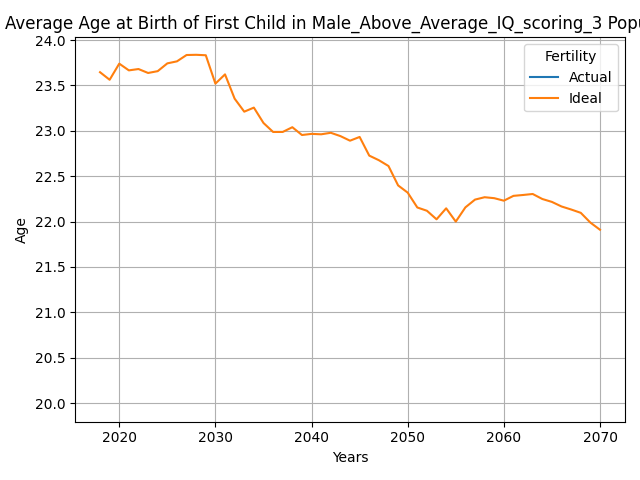 Average Age at Birth of First Child in Male_Above_Average_IQ_scoring_3 Popu
24.0
23.5
23.0
22.5
22.0
21.5
21.0
20.5
20.0
Age
Fertility
Actual
Ideal
2020 2030 2040 2050 2060 2070
Years